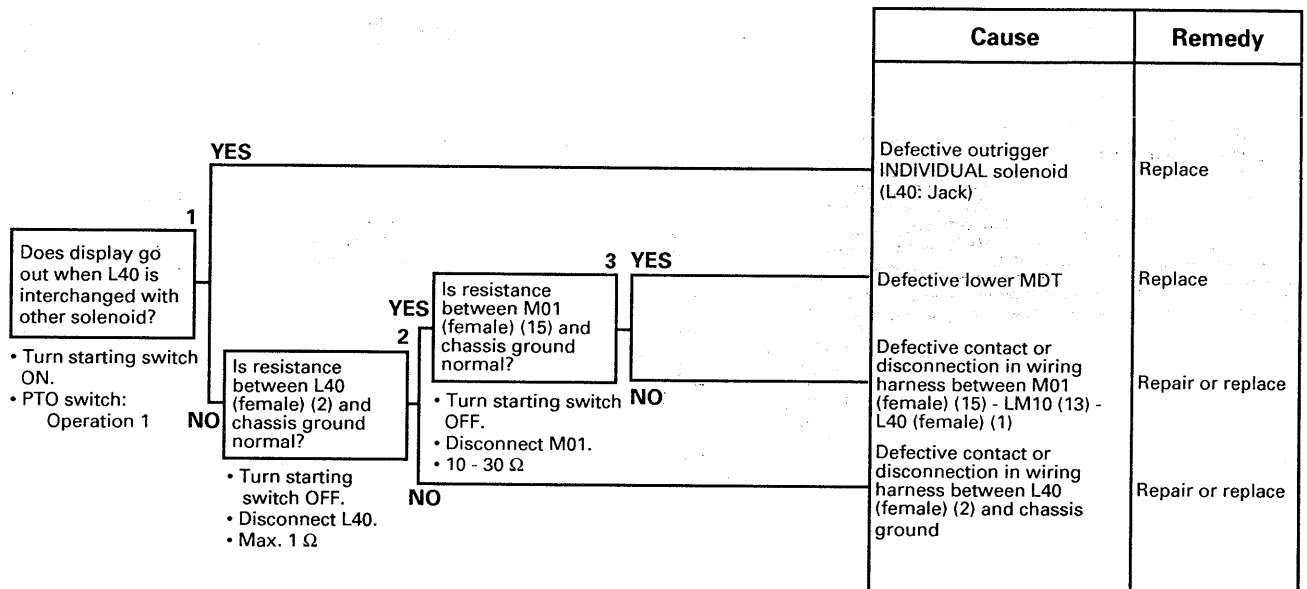 Cause
Remedy
YES
1
Does display go
out when L40 is
interchanged with
other solenoid?
• Turn starting switch
ON.
• PTO switch:
Operation 1
NO
2
Is resistance
between L40
(female) (2) and
chassis ground
normal?
• Turn starting
switch OFF.
• Disconnect L40.
• Max. 1 Ω
YES
NO
3
Is resistance
between M01
(female) (15) and
chassis ground
normal?
• Turn starting switch
OFF.
• Disconnect M01.
• 10 - 30 Ω
YES
NO
Defective outrigger
INDIVIDUAL solenoid
(L40: Jack)
Replace
Defective lower MDT
Replace
Defective contact or
disconnection in wiring
harness between M01
(female) (15) - LM10 (13) -
L40 (female) (1)
Repair or replace
Defective contact or
disconnection in wiring
harness between L40
(female) (2) and chassis
ground
Repair or replace